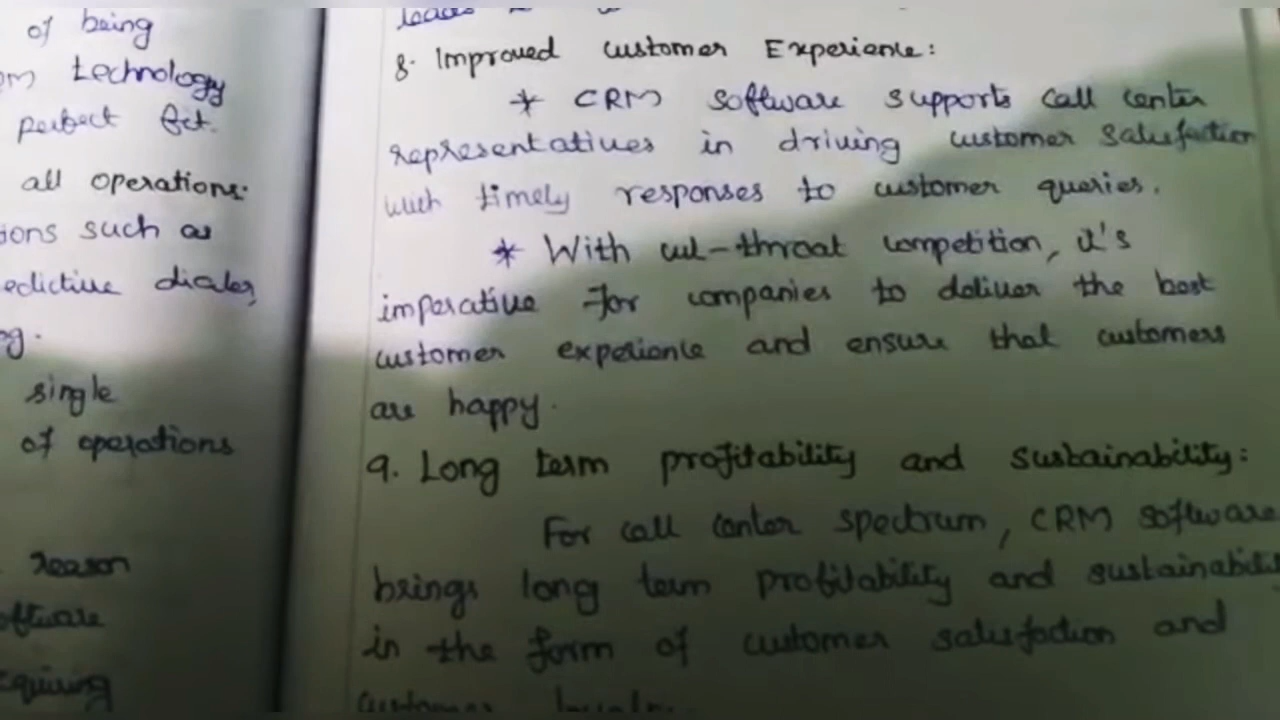 of being
technology
perfect fit.
all operations.
such as
dialer,
single
of operations
reason
8. Improved customer Experience:
* CRM software supports call center
representatives in driving customer satisfaction
with timely responses to customer queries.
* With cut-throat competition, it's
imperative for companies to deliver the best
customer experience and ensure that customers
are happy.
9. Long term profitability and sustainability:
For call center spectrum, CRM software
brings long term profitability and sustainability
in the form of customer satisfaction and
customer